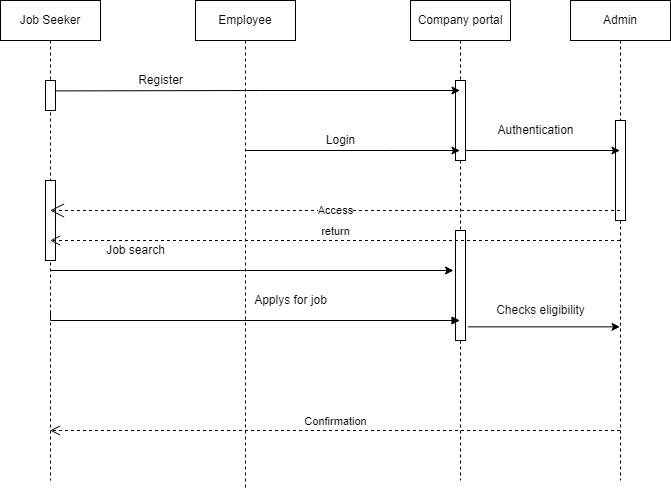 Job Seeker
Employee
Company portal
Admin
Register
Authentication
Login
Access
return
Job search
Applys for job
Checks eligibility
Confirmation